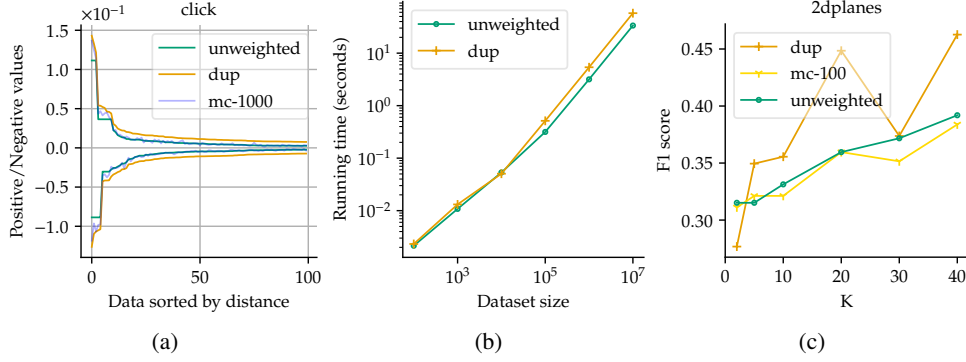 ×10⁻¹
click
1.5
1.0
0.5
0.0
−0.5
−1.0
0
50
100
Positive/Negative values
Data sorted by distance
unweighted
dup
mc-1000
(a)
10¹
10⁰
10⁻¹
10⁻²
10³
10⁴
10⁵
10⁶
10⁷
Running time (seconds)
Dataset size
unweighted
dup
(b)
2dplanes
0.45
0.40
0.35
0.30
0
10
20
30
40
F1 score
K
dup
mc-100
unweighted
(c)